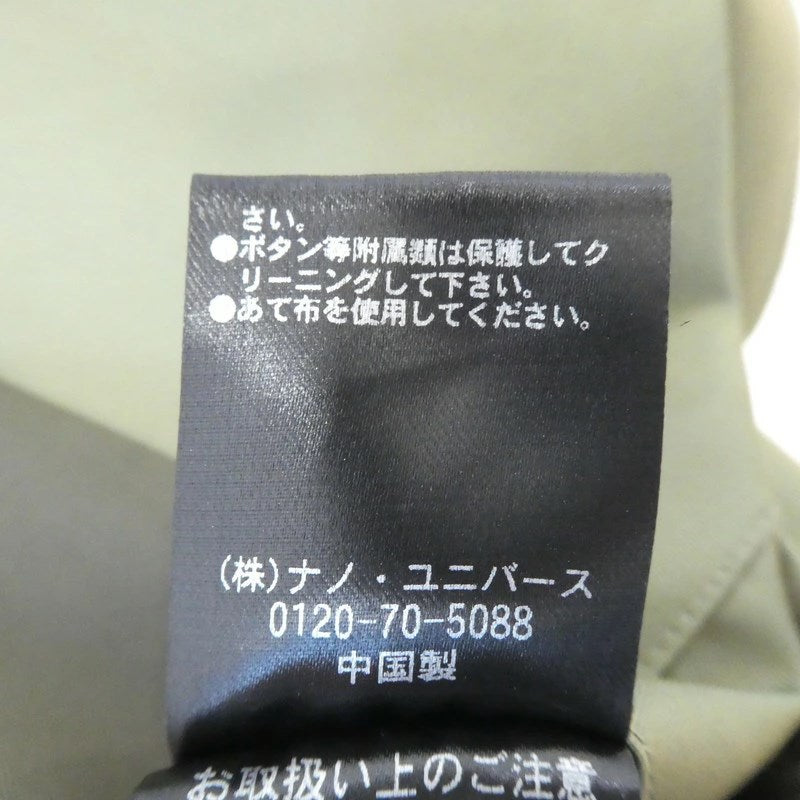 さい。
●ボタン等附属類は保護してク
リーニングして下さい。
●あて布を使用してください。
(株)ナノ・ユニバース
0120-70-5088
中国製
お取扱い上のご注意